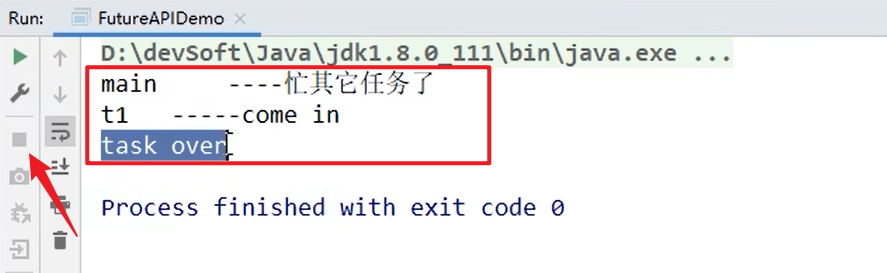 Run: FutureAPIDemo
D:\devSoft\Java\jdk1.8.0_111\bin\java.exe ...
main ----忙其它任务了
t1 -----come in
task over
Process finished with exit code 0